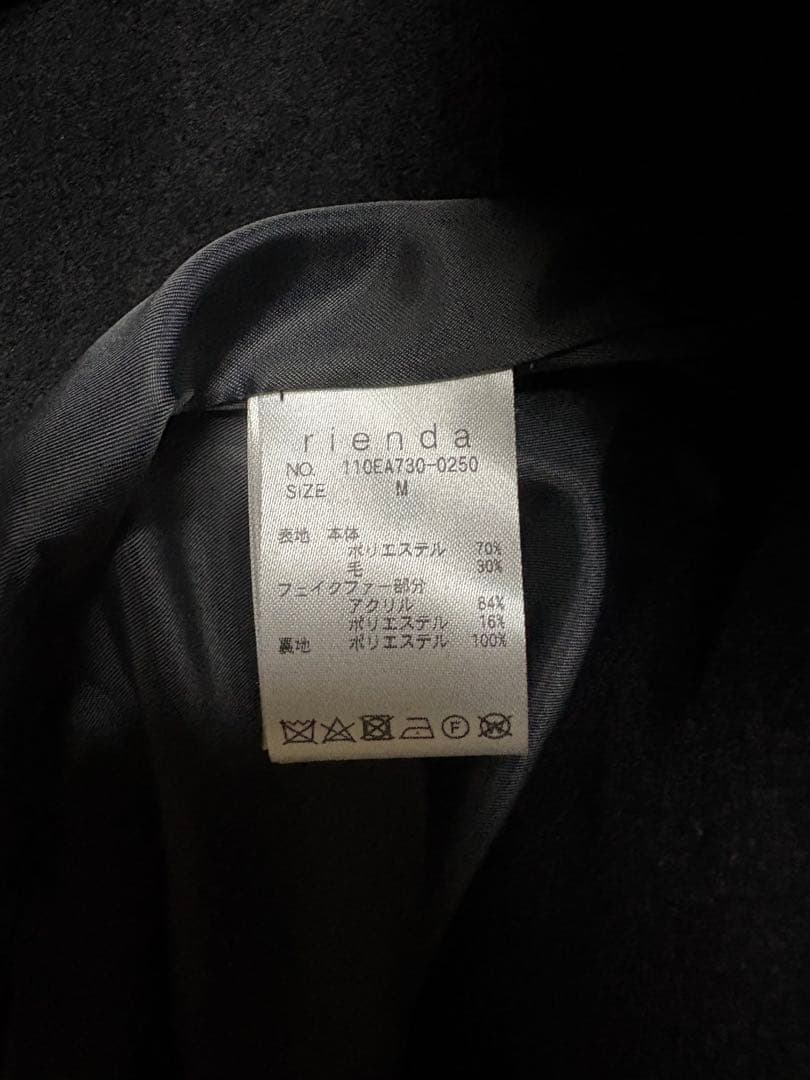 rienda
NO. 110EA730-0250
SIZE M
表地 本体
ポリエステル 70%
毛 30%
フェイクファー部分
アクリル 84%
ポリエステル 16%
裏地 ポリエステル 100%
F W